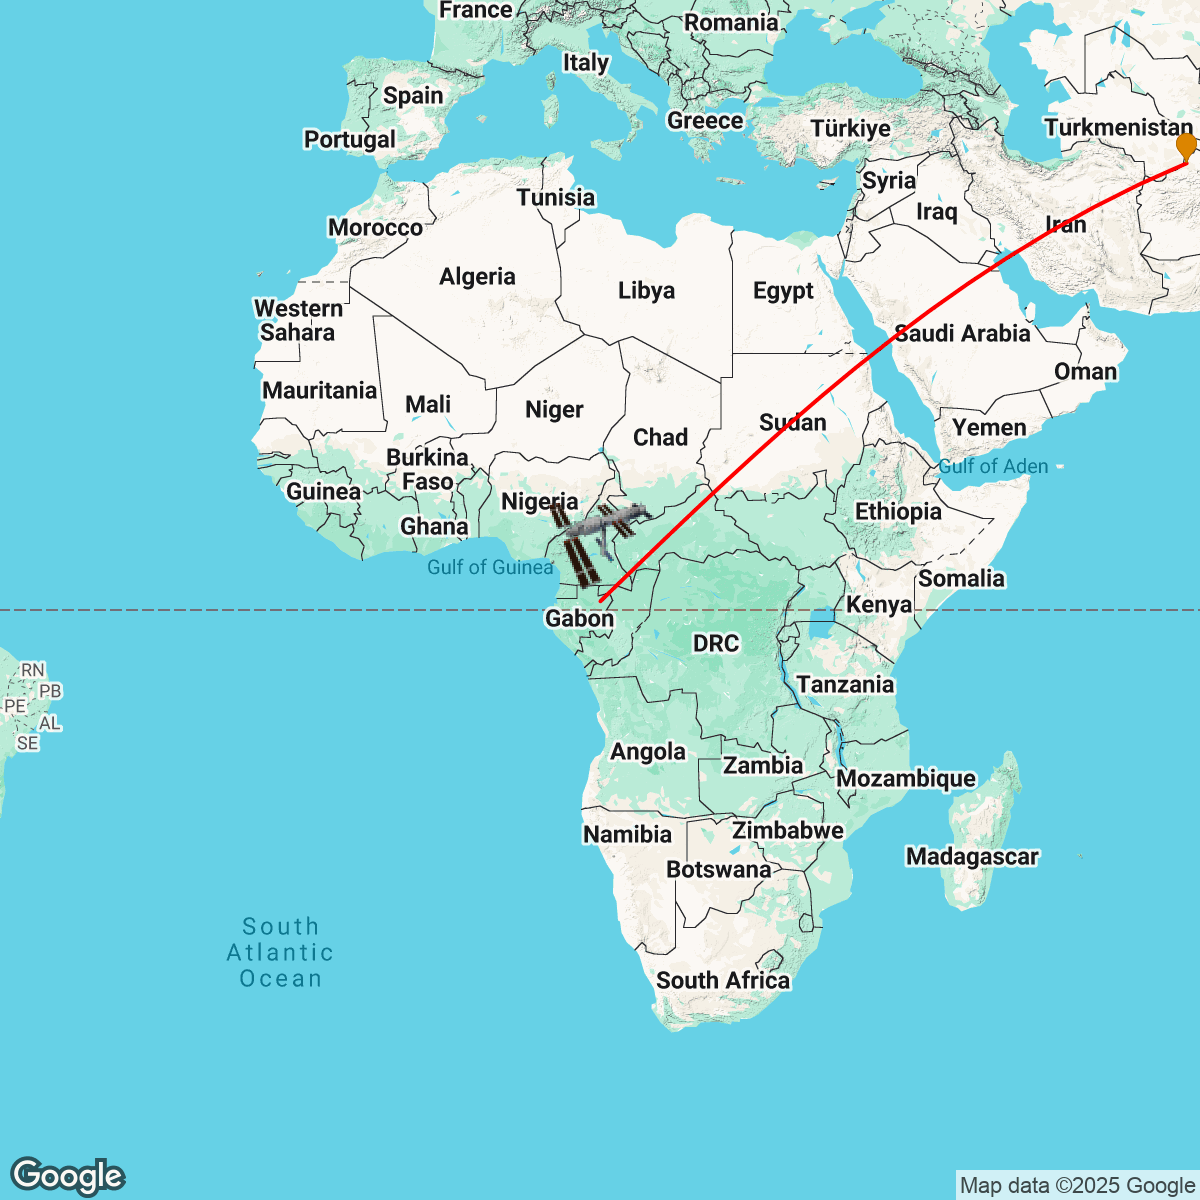 France
Romania
Italy
Spain
Greece
Türkiye
Turkmenistan
Portugal
Syria
Tunisia
Iraq
Iran
Morocco
Algeria
Libya
Egypt
Western
Sahara
Saudi Arabia
Oman
Mauritania
Mali
Niger
Chad
Sudan
Yemen
Burkina
Faso
Gulf of Aden
Guinea
Nigeria
Ghana
Ethiopia
Gulf of Guinea
Somalia
Kenya
Gabon
DRC
RN
PB
PE
AL
SE
Tanzania
Angola
Zambia
Mozambique
Namibia
Zimbabwe
Madagascar
Botswana
South
Atlantic
Ocean
South Africa
Google
Map data ©2025 Google